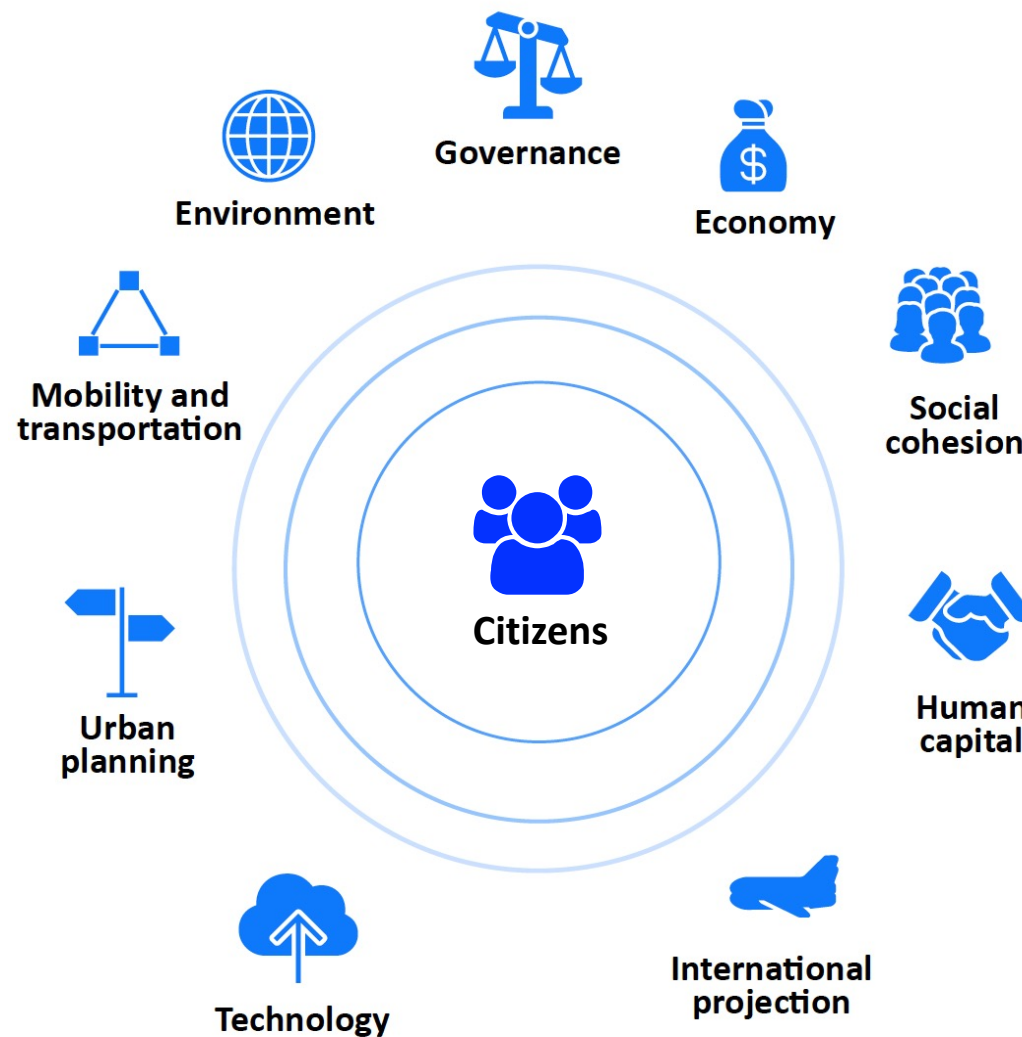 Governance
Environment
Economy
Mobility and
transportation
Social
cohesion
Citizens
Urban
planning
Human
capital
International
projection
Technology
$